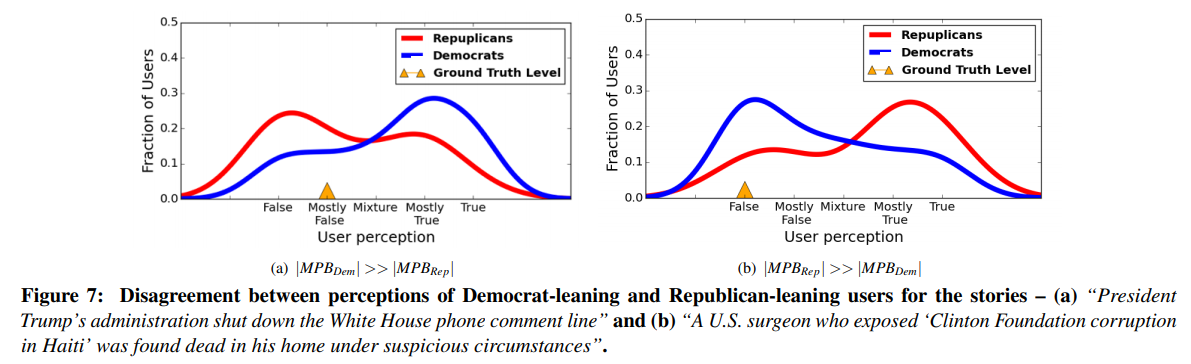 0.5
0.4
0.3
0.2
0.1
0.0
Fraction of Users
Repuplicans
Democrats
Ground Truth Level
False Mostly False Mixture Mostly True True
User perception
(a) |MPBDem| >> |MPBRep|
0.5
0.4
0.3
0.2
0.1
0.0
Fraction of Users
Repuplicans
Democrats
Ground Truth Level
False Mostly False Mixture Mostly True True
User perception
(b) |MPBRep| >> |MPBDem|
Figure 7: Disagreement between perceptions of Democrat-leaning and Republican-leaning users for the stories – (a) “President
Trump’s administration shut down the White House phone comment line” and (b) “A U.S. surgeon who exposed ‘Clinton Foundation corruption
in Haiti’ was found dead in his home under suspicious circumstances”.